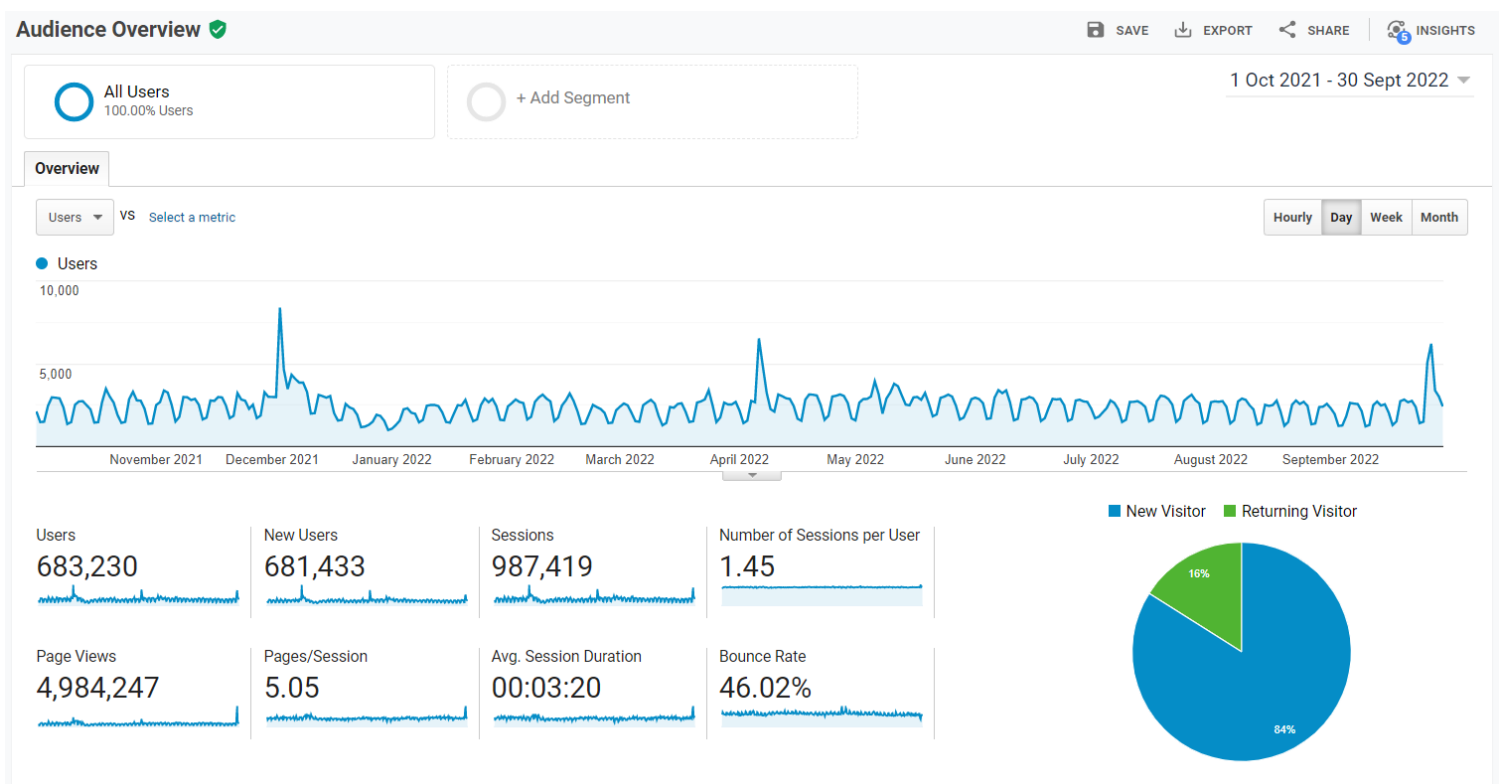 Audience Overview
SAVE EXPORT SHARE 5 INSIGHTS
All Users
100.00% Users
+ Add Segment
1 Oct 2021 - 30 Sept 2022
Overview
Users VS Select a metric
Hourly Day Week Month
Users
10,000
5,000
November 2021 December 2021 January 2022 February 2022 March 2022 April 2022 May 2022 June 2022 July 2022 August 2022 September 2022
New Visitor Returning Visitor
Users New Users Sessions Number of Sessions per User
683,230 681,433 987,419 1.45
16%
Page Views Pages/Session Avg. Session Duration Bounce Rate
4,984,247 5.05 00:03:20 46.02%
84%